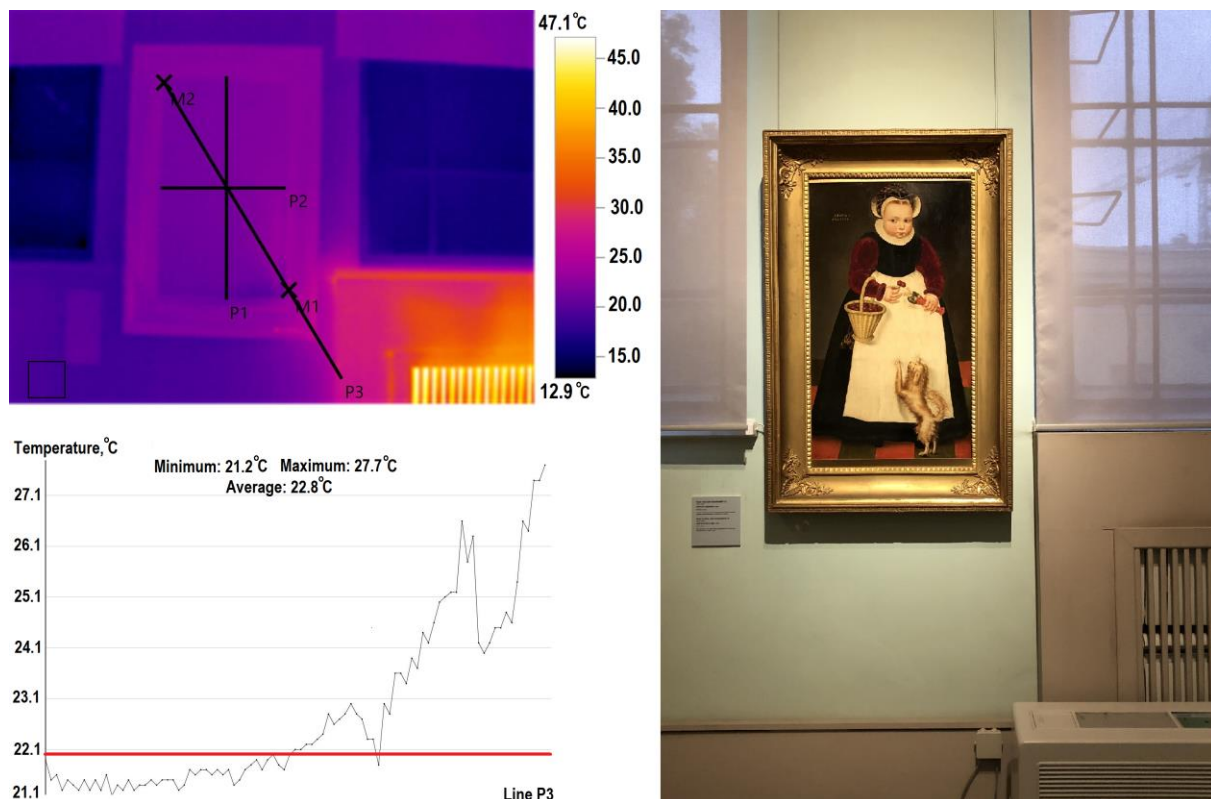 47.1°C
45.0
40.0
35.0
30.0
25.0
20.0
15.0
12.9°C
M2
P2
P1
M1
P3
Temperature, °C
Minimum: 21.2°C Maximum: 27.7°C
Average: 22.8°C
27.1
26.1
25.1
24.1
23.1
22.1
21.1
Line P3